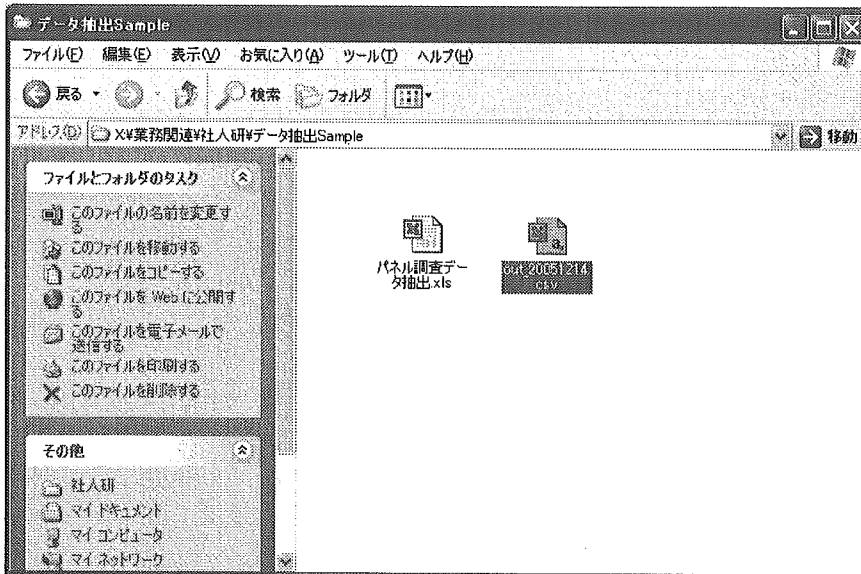 データ抽出Sample
ファイル(F) 編集(E) 表示(V) お気に入り(A) ツール(T) ヘルプ(H)
戻る 検索 フォルダ
アドレス(D) X:¥業務関連¥社人研¥データ抽出Sample 移動
ファイルとフォルダのタスク
このファイルの名前を変更す
る
このファイルを移動する
このファイルをコピーする
このファイルを Web に公開す
る
このファイルを電子メールで
送信する
このファイルを印刷する
このファイルを削除する
その他
社人研
マイ ドキュメント
マイ コンピュータ
マイ ネットワーク
パネル調査デー
タ抽出.xls
out-20051214
.csv